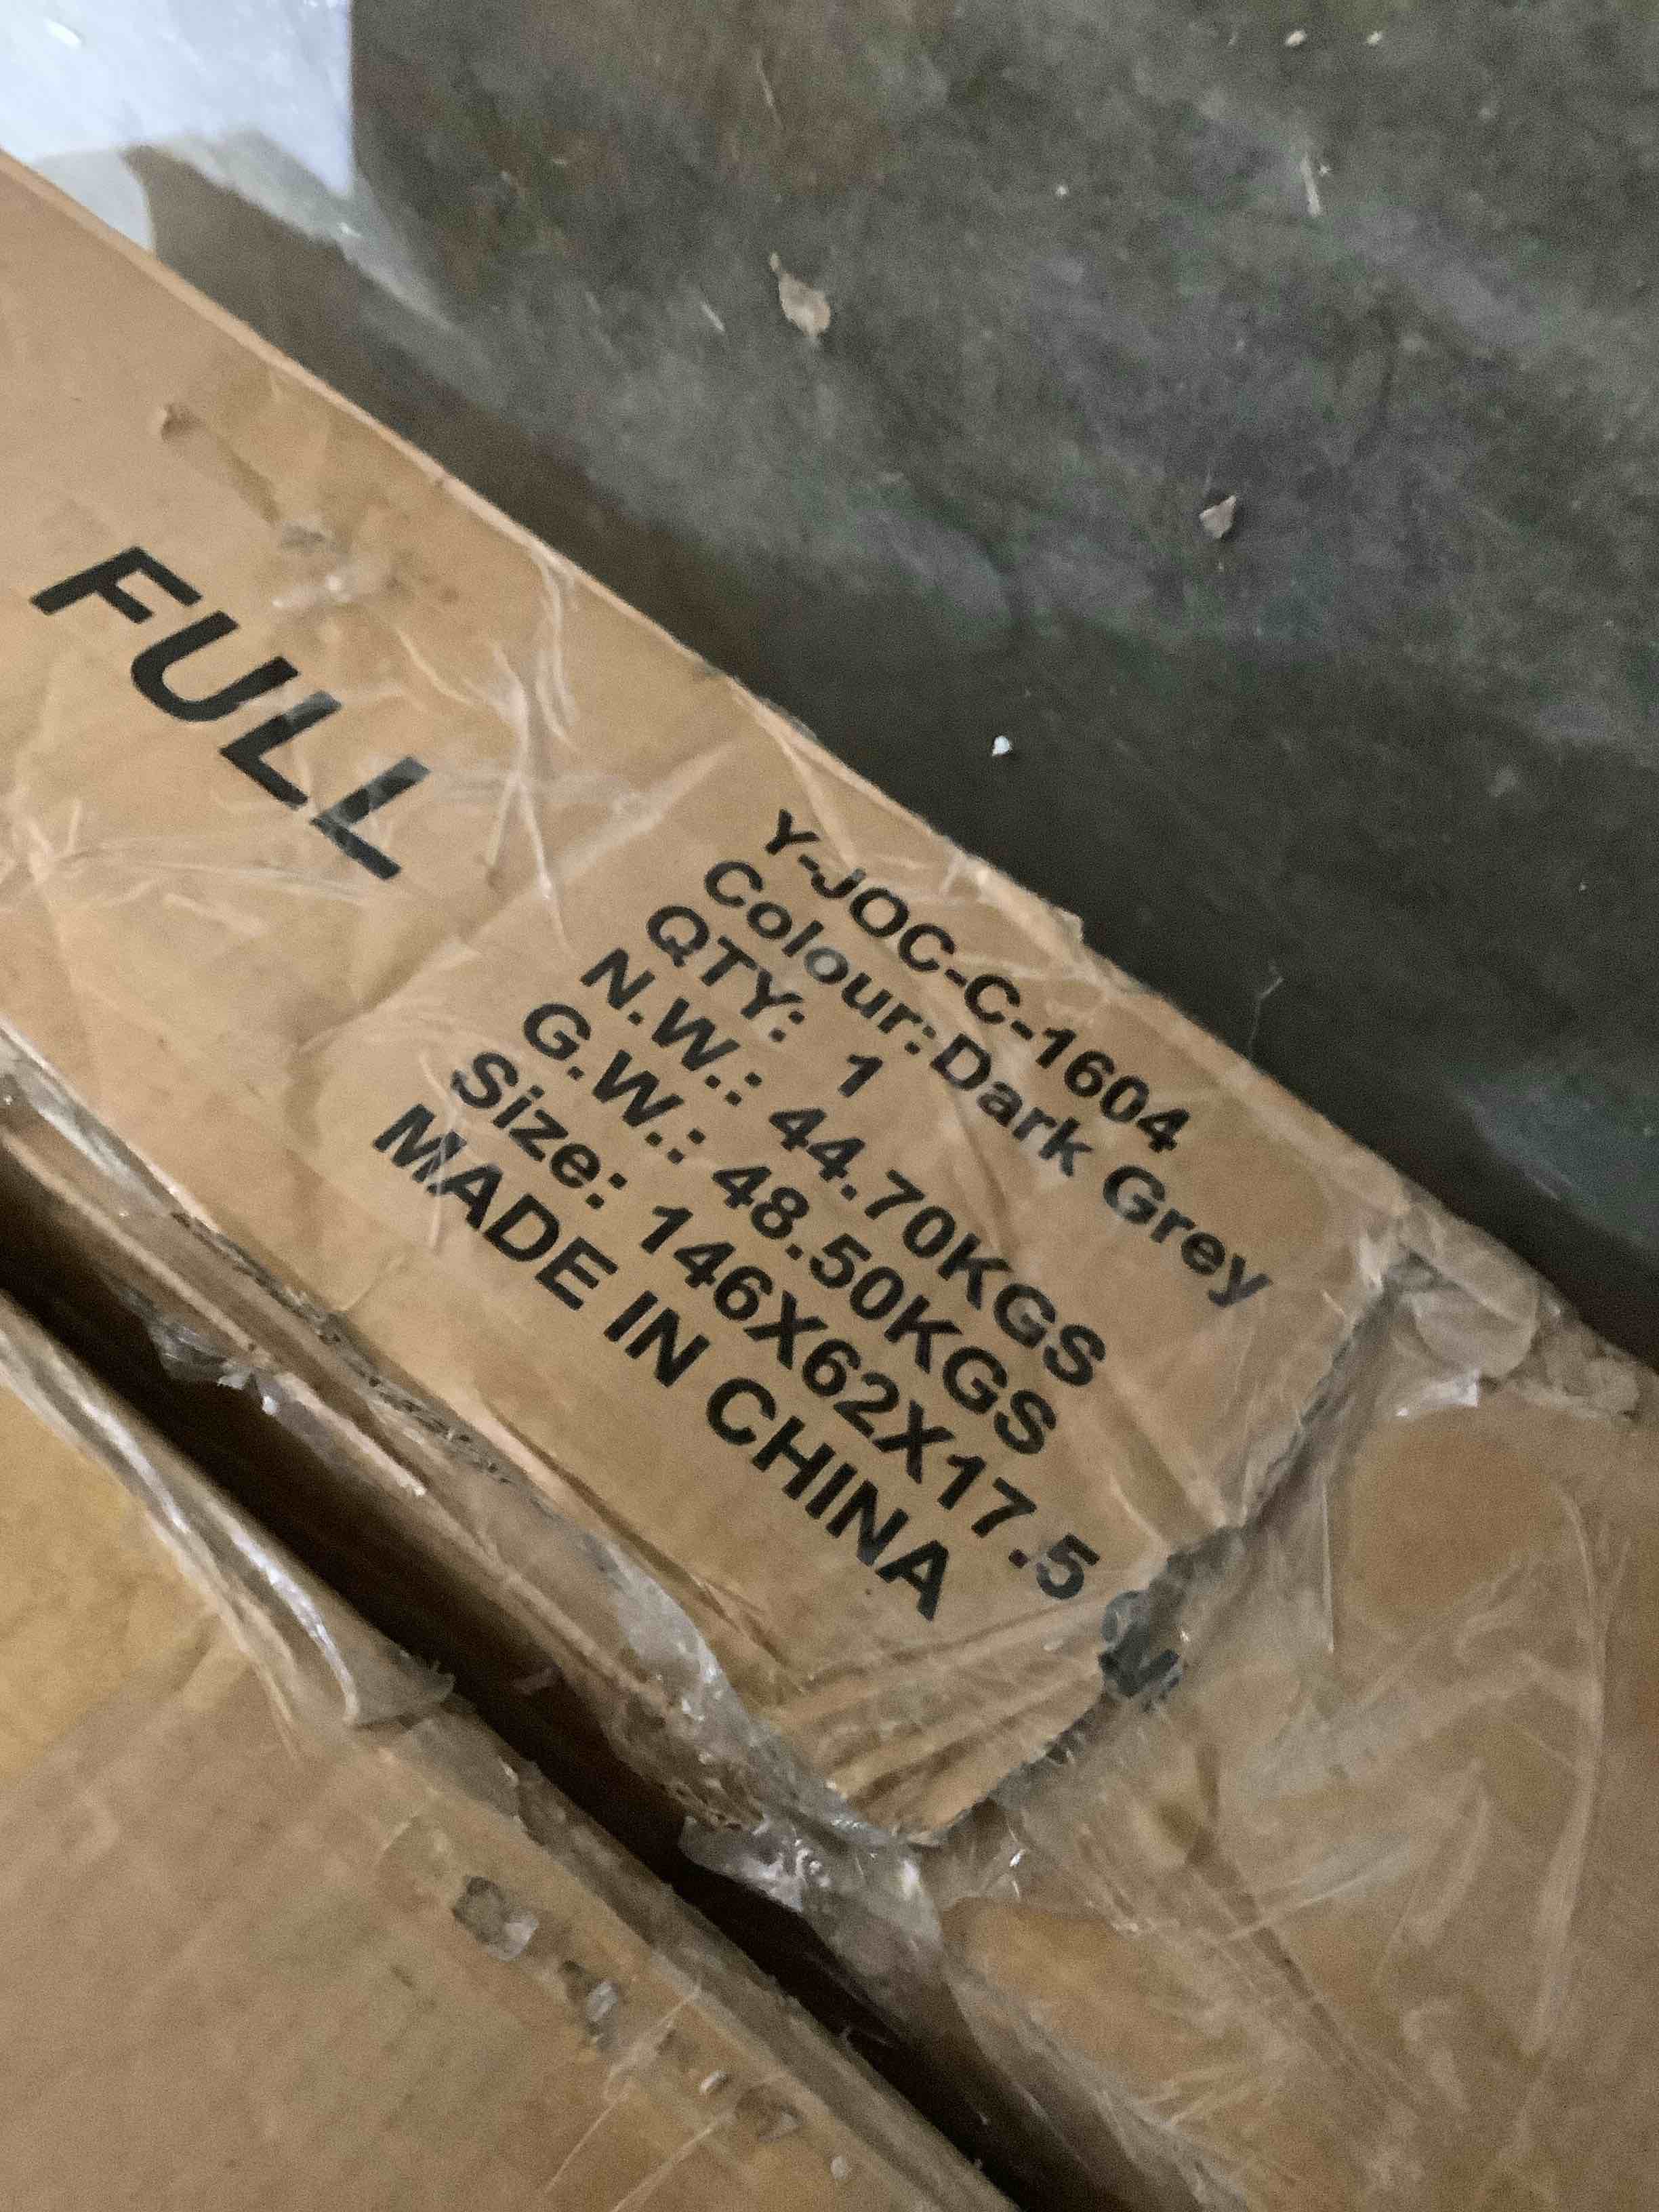 FULL
Y-JOC-C-1604
Colour:Dark Grey
QTY: 1
N.W.: 44.70KGS
G.W.: 48.50KGS
Size: 146X62X17.5
MADE IN CHINA